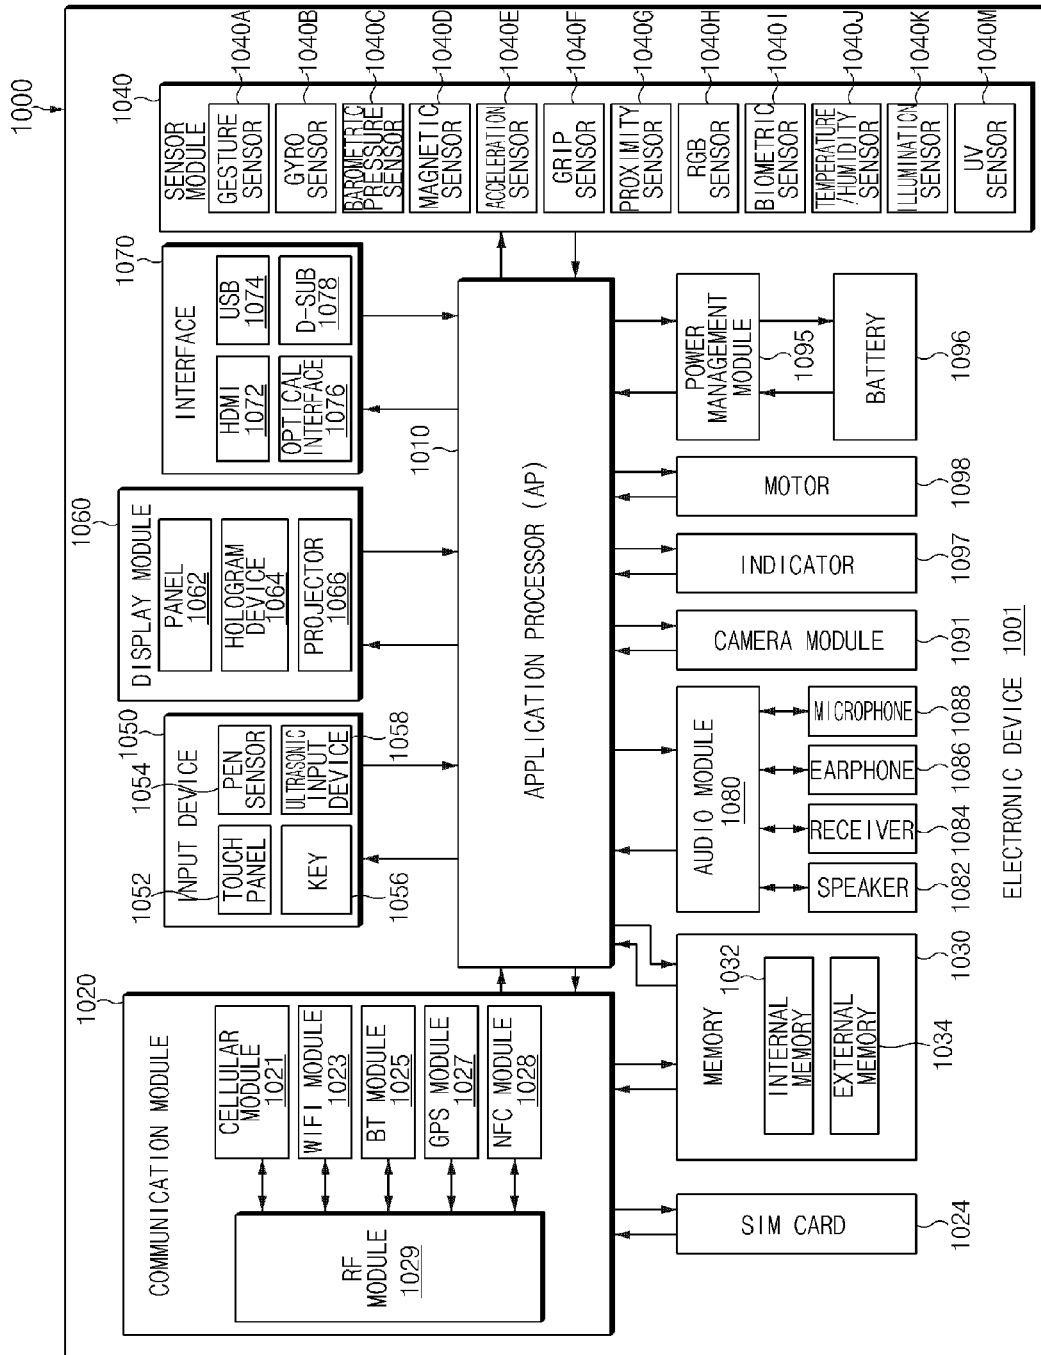 1000
COMMUNICATION MODULE
1020
RF
MODULE
1029
CELLULAR
MODULE
1021
WIFI MODULE
1023
BT MODULE
1025
GPS MODULE
1027
NFC MODULE
1028
INPUT DEVICE
1050
1052
TOUCH
PANEL
1054
PEN
SENSOR
KEY
1056
ULTRASONIC
INPUT
DEVICE
1058
DISPLAY MODULE
1060
PANEL
1062
HOLOGRAM
DEVICE
1064
PROJECTOR
1066
INTERFACE
1070
HDMI
1072
USB
1074
OPTICAL
INTERFACE
1076
D-SUB
1078
SENSOR
MODULE
1040
GESTURE
SENSOR
1040A
GYRO
SENSOR
1040B
BAROMETRIC
PRESSURE
SENSOR
1040C
MAGNETIC
SENSOR
1040D
ACCELERATION
SENSOR
1040E
GRIP
SENSOR
1040F
PROXIMITY
SENSOR
1040G
RGB
SENSOR
1040H
BIOMETRIC
SENSOR
1040I
TEMPERATURE
/HUMIDITY
SENSOR
1040J
ILLUMINATION
SENSOR
1040K
UV
SENSOR
1040M
APPLICATION PROCESSOR (AP)
1010
SIM CARD
1024
MEMORY
1030
INTERNAL
MEMORY
1032
EXTERNAL
MEMORY
1034
AUDIO MODULE
1080
SPEAKER
1082
RECEIVER
1084
EARPHONE
1086
MICROPHONE
1088
CAMERA MODULE
1091
INDICATOR
1097
MOTOR
1098
POWER
MANAGEMENT
MODULE
1095
BATTERY
1096
ELECTRONIC DEVICE 1001